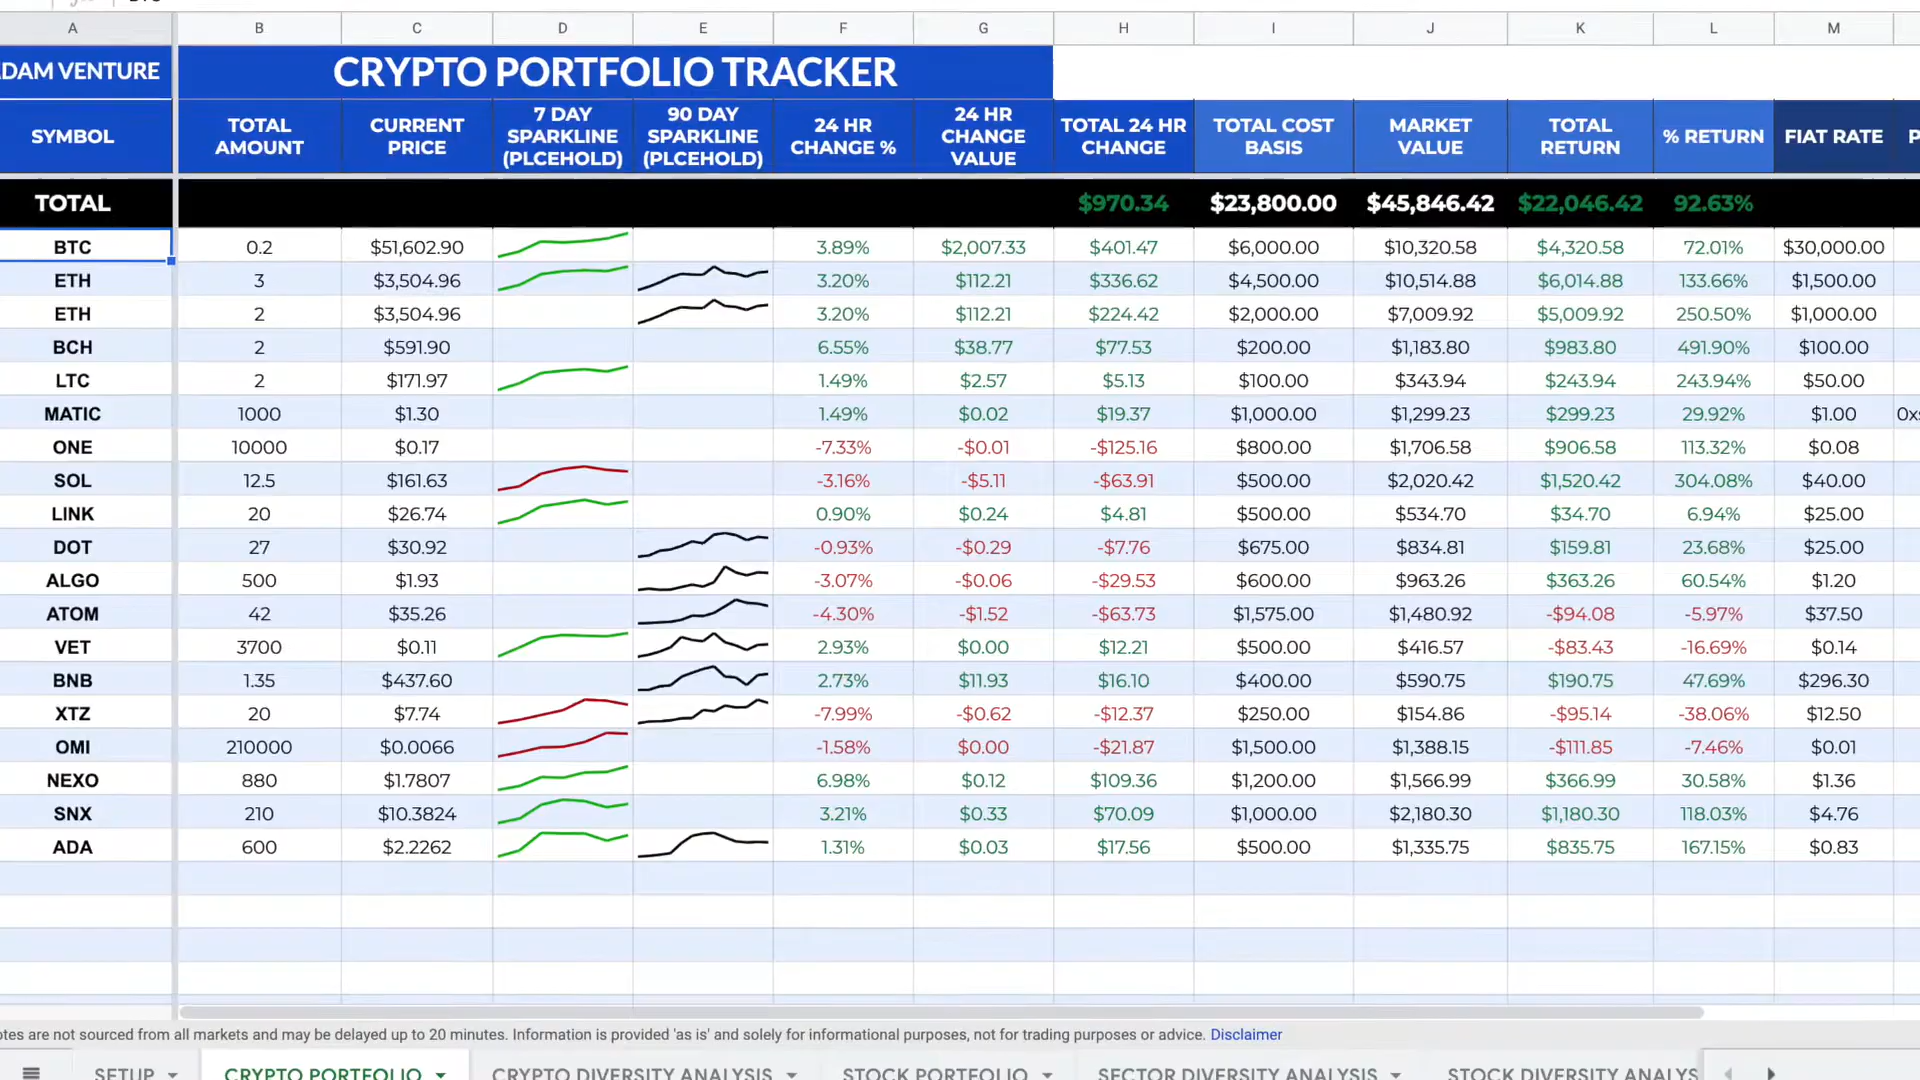 A B C D E F G H I J K L M
DAM VENTURE CRYPTO PORTFOLIO TRACKER
SYMBOL TOTAL AMOUNT CURRENT PRICE 7 DAY SPARKLINE (PLCEHOLD) 90 DAY SPARKLINE (PLCEHOLD) 24 HR CHANGE % 24 HR CHANGE VALUE TOTAL 24 HR CHANGE TOTAL COST BASIS MARKET VALUE TOTAL RETURN % RETURN FIAT RATE P
TOTAL $970.34 $23,800.00 $45,846.42 $22,046.42 92.63%
BTC 0.2 $51,602.90 3.89% $2,007.33 $401.47 $6,000.00 $10,320.58 $4,320.58 72.01% $30,000.00
ETH 3 $3,504.96 3.20% $112.21 $336.62 $4,500.00 $10,514.88 $6,014.88 133.66% $1,500.00
ETH 2 $3,504.96 3.20% $112.21 $224.42 $2,000.00 $7,009.92 $5,009.92 250.50% $1,000.00
BCH 2 $591.90 6.55% $38.77 $77.53 $200.00 $1,183.80 $983.80 491.90% $100.00
LTC 2 $171.97 1.49% $2.57 $5.13 $100.00 $343.94 $243.94 243.94% $50.00
MATIC 1000 $1.30 1.49% $0.02 $19.37 $1,000.00 $1,299.23 $299.23 29.92% $1.00
ONE 10000 $0.17 -7.33% -$0.01 -$125.16 $800.00 $1,706.58 $906.58 113.32% $0.08
SOL 12.5 $161.63 -3.16% -$5.11 -$63.91 $500.00 $2,020.42 $1,520.42 304.08% $40.00
LINK 20 $26.74 0.90% $0.24 $4.81 $500.00 $534.70 $34.70 6.94% $25.00
DOT 27 $30.92 -0.93% -$0.29 -$7.76 $675.00 $834.81 $159.81 23.68% $25.00
ALGO 500 $1.93 -3.07% -$0.06 -$29.53 $600.00 $963.26 $363.26 60.54% $1.20
ATOM 42 $35.26 -4.30% -$1.52 -$63.73 $1,575.00 $1,480.92 -$94.08 -5.97% $37.50
VET 3700 $0.11 2.93% $0.00 $12.21 $500.00 $416.57 -$83.43 -16.69% $0.14
BNB 1.35 $437.60 2.73% $11.93 $16.10 $400.00 $590.75 $190.75 47.69% $296.30
XTZ 20 $7.74 -7.99% -$0.62 -$12.37 $250.00 $154.86 -$95.14 -38.06% $12.50
OMI 210000 $0.0066 -1.58% $0.00 -$21.87 $1,500.00 $1,388.15 -$111.85 -7.46% $0.01
NEXO 880 $1.7807 6.98% $0.12 $109.36 $1,200.00 $1,566.99 $366.99 30.58% $1.36
SNX 210 $10.3824 3.21% $0.33 $70.09 $1,000.00 $2,180.30 $1,180.30 118.03% $4.76
ADA 600 $2.2262 1.31% $0.03 $17.56 $500.00 $1,335.75 $835.75 167.15% $0.83
otes are not sourced from all markets and may be delayed up to 20 minutes. Information is provided 'as is' and solely for informational purposes, not for trading purposes or advice. Disclaimer
SETUP CRYPTO PORTFOLIO CRYPTO DIVERSITY ANALYSIS STOCK PORTFOLIO SECTOR DIVERSITY ANALYSIS STOCK DIVERSITY ANALYS